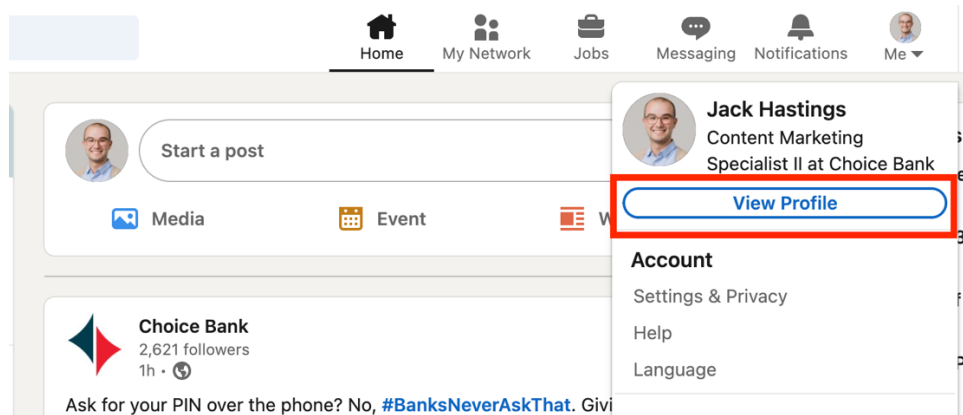 Home
My Network
Jobs
Messaging
Notifications
Me
Jack Hastings
Content Marketing
Specialist II at Choice Bank
View Profile
Start a post
Media
Event
Account
Settings & Privacy
Help
Language
Choice Bank
2,621 followers
1h •
Ask for your PIN over the phone? No, #BanksNeverAskThat.